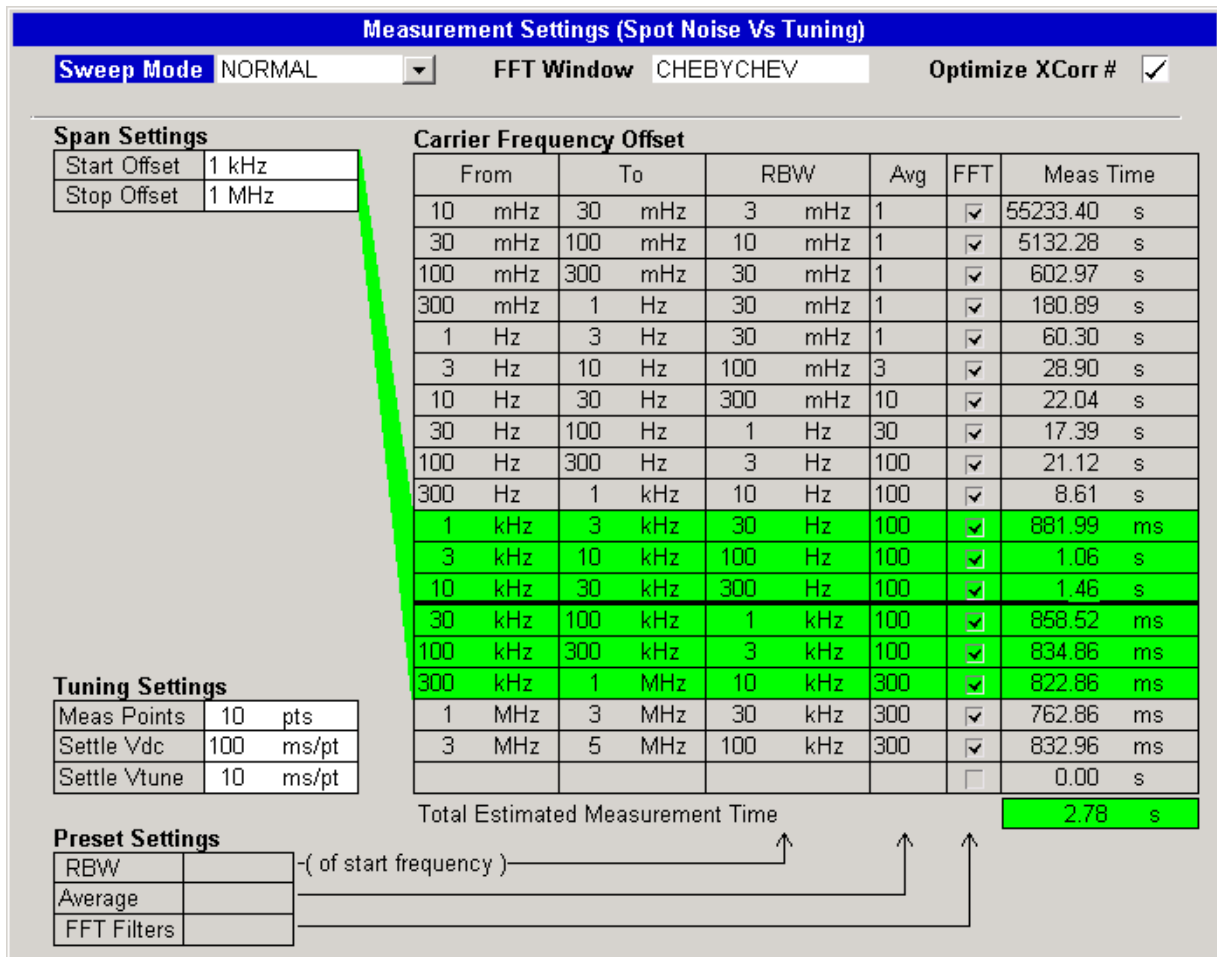 Measurement Settings (Spot Noise Vs Tuning)
Sweep Mode NORMAL FFT Window CHEBYCHEV Optimize XCorr #
Span Settings
Start Offset 1 kHz
Stop Offset 1 MHz
Carrier Frequency Offset
From To RBW Avg FFT Meas Time
10 mHz 30 mHz 3 mHz 1 55233.40 s
30 mHz 100 mHz 10 mHz 1 5132.28 s
100 mHz 300 mHz 30 mHz 1 602.97 s
300 mHz 1 Hz 30 mHz 1 180.89 s
1 Hz 3 Hz 30 mHz 1 60.30 s
3 Hz 10 Hz 100 mHz 3 28.90 s
10 Hz 30 Hz 300 mHz 10 22.04 s
30 Hz 100 Hz 1 Hz 30 17.39 s
100 Hz 300 Hz 3 Hz 100 21.12 s
300 Hz 1 kHz 10 Hz 100 8.61 s
1 kHz 3 kHz 30 Hz 100 881.99 ms
3 kHz 10 kHz 100 Hz 100 1.06 s
10 kHz 30 kHz 300 Hz 100 1.46 s
30 kHz 100 kHz 1 kHz 100 858.52 ms
100 kHz 300 kHz 3 kHz 100 834.86 ms
300 kHz 1 MHz 10 kHz 300 822.86 ms
1 MHz 3 MHz 30 kHz 300 762.86 ms
3 MHz 5 MHz 100 kHz 300 832.96 ms
0.00 s
Total Estimated Measurement Time 2.78 s
Tuning Settings
Meas Points 10 pts
Settle Vdc 100 ms/pt
Settle Vtune 10 ms/pt
Preset Settings
RBW -( of start frequency )
Average
FFT Filters